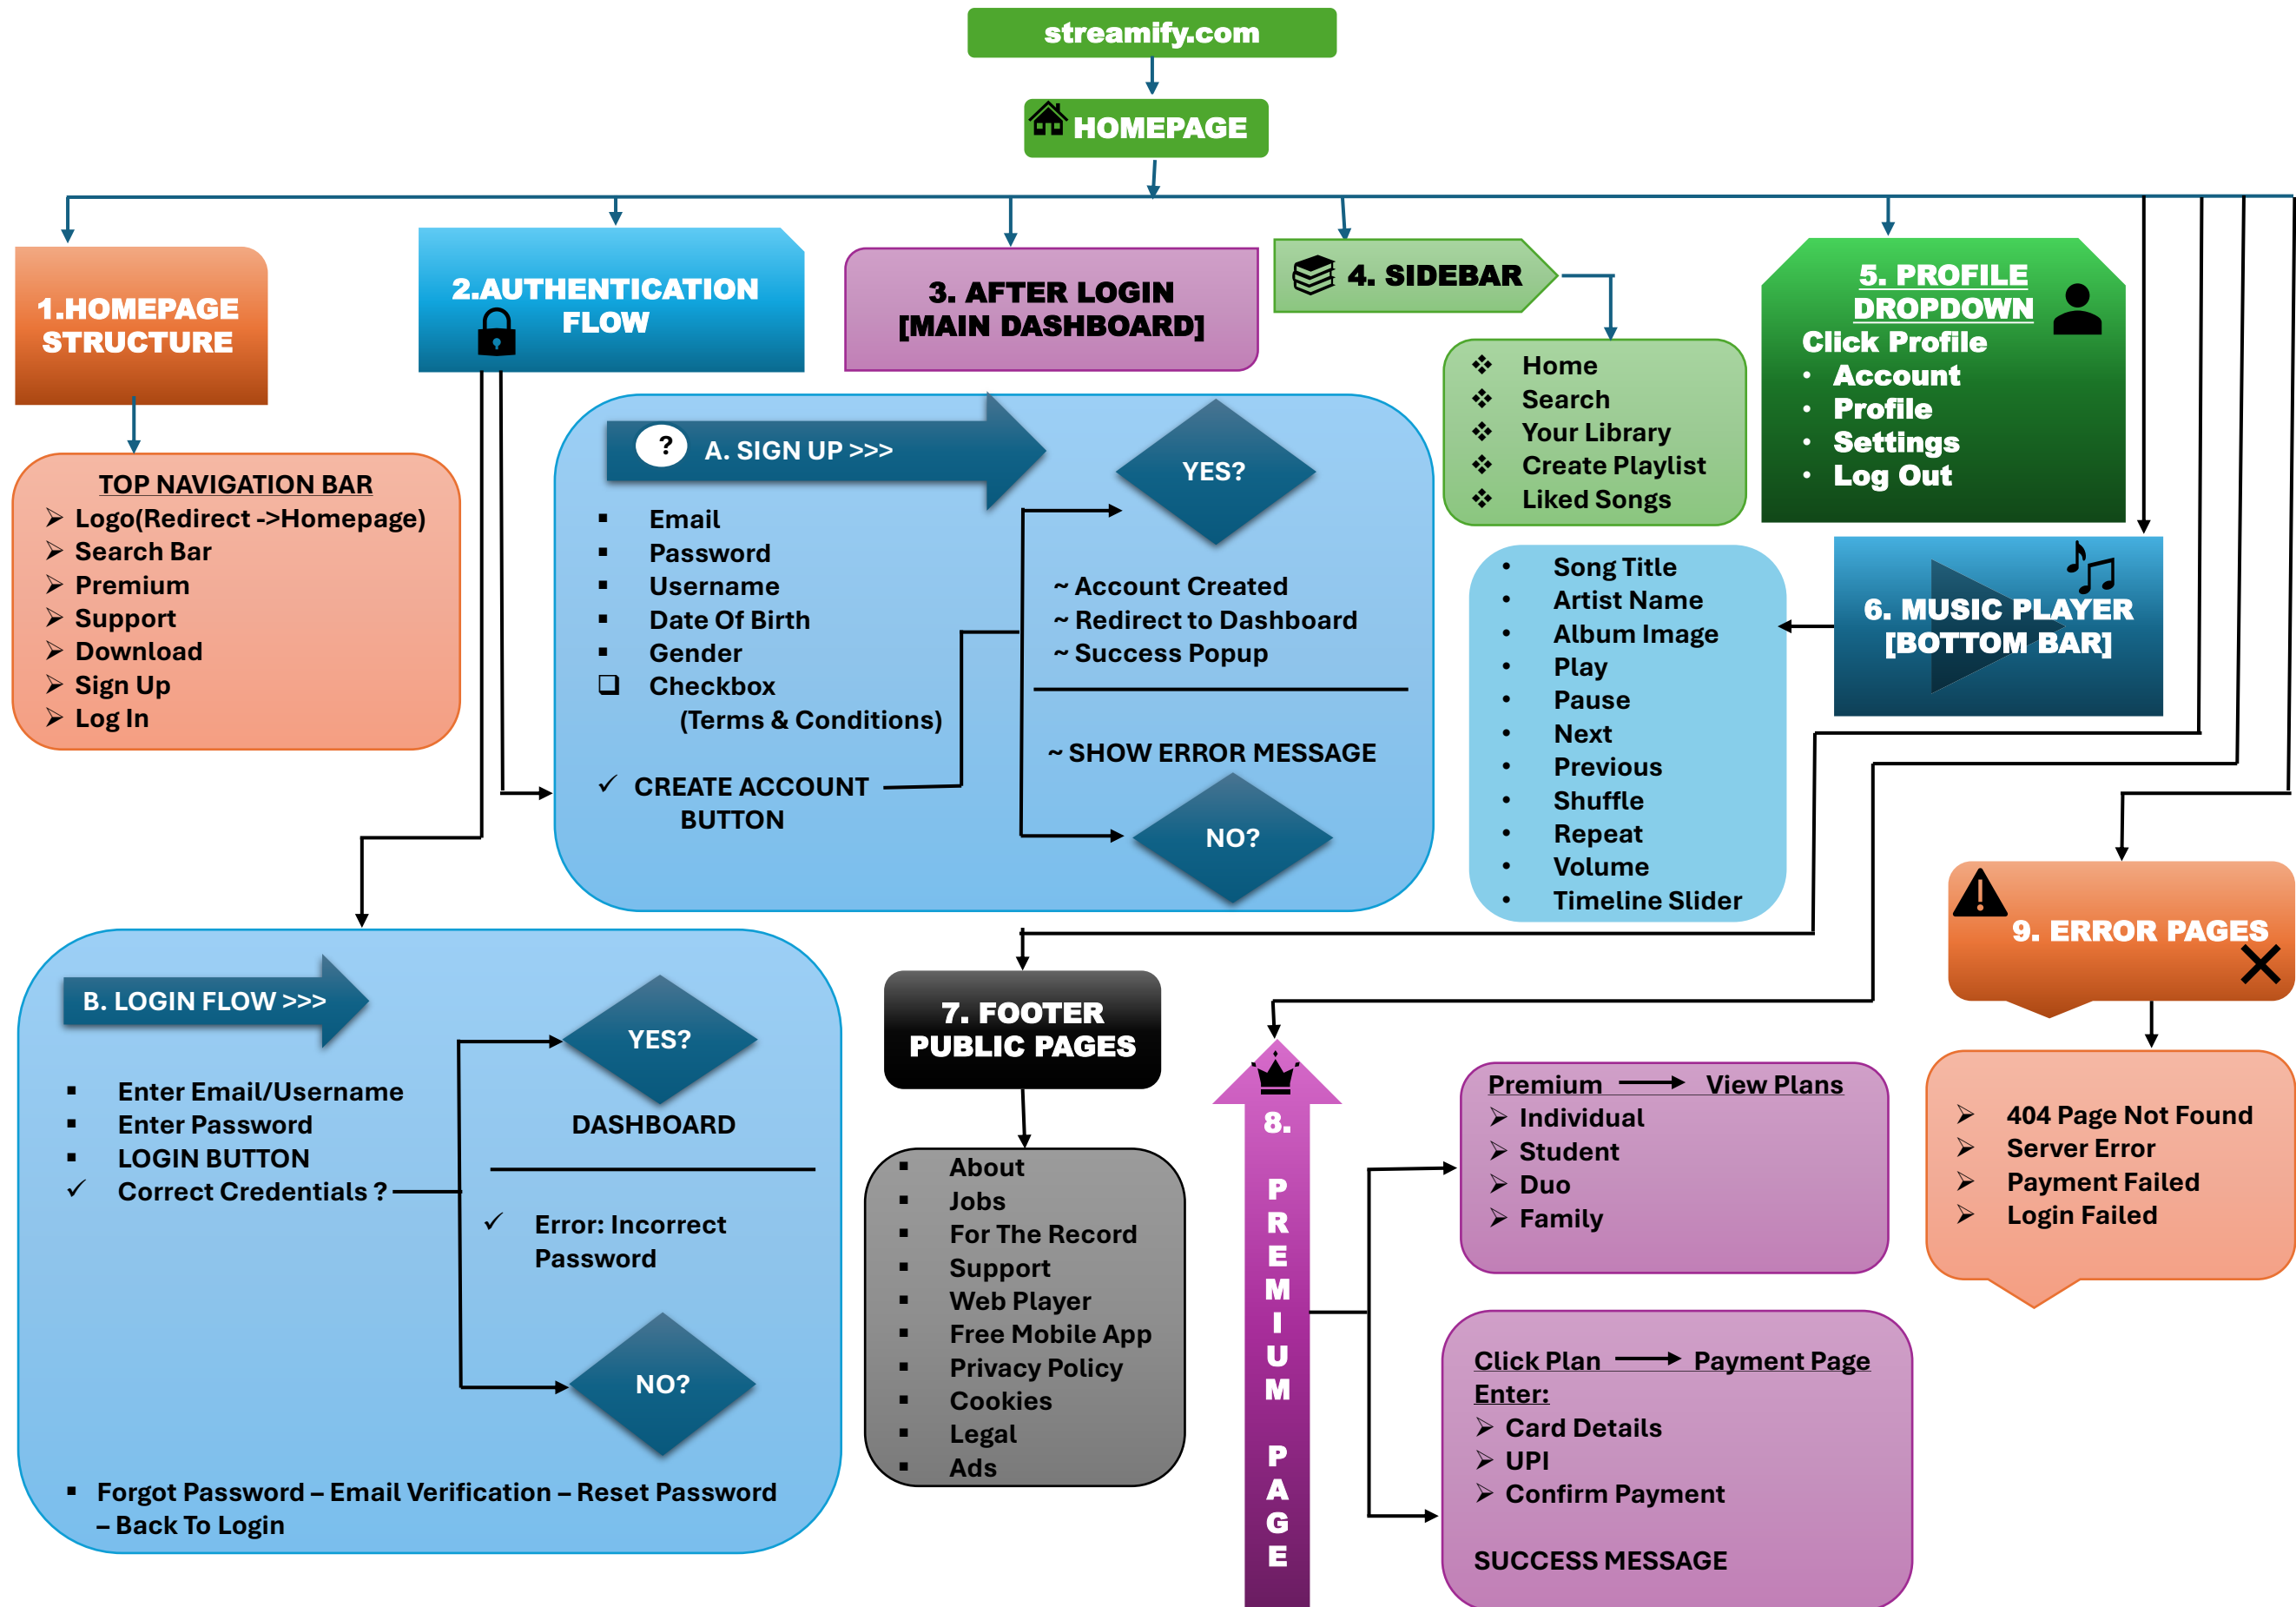 streamify.com
HOMEPAGE
1.HOMEPAGE
STRUCTURE
TOP NAVIGATION BAR
Logo(Redirect ->Homepage)
Search Bar
Premium
Support
Download
Sign Up
Log In
2.AUTHENTICATION
FLOW
? A. SIGN UP >>>
Email
Password
Username
Date Of Birth
Gender
Checkbox
(Terms & Conditions)
CREATE ACCOUNT
BUTTON
YES?
~ Account Created
~ Redirect to Dashboard
~ Success Popup
~ SHOW ERROR MESSAGE
NO?
B. LOGIN FLOW >>>
Enter Email/Username
Enter Password
LOGIN BUTTON
Correct Credentials ?
YES?
DASHBOARD
Error: Incorrect
Password
NO?
Forgot Password – Email Verification – Reset Password
– Back To Login
3. AFTER LOGIN
[MAIN DASHBOARD]
4. SIDEBAR
Home
Search
Your Library
Create Playlist
Liked Songs
5. PROFILE
DROPDOWN
Click Profile
• Account
• Profile
• Settings
• Log Out
6. MUSIC PLAYER
[BOTTOM BAR]
• Song Title
• Artist Name
• Album Image
• Play
• Pause
• Next
• Previous
• Shuffle
• Repeat
• Volume
• Timeline Slider
7. FOOTER
PUBLIC PAGES
About
Jobs
For The Record
Support
Web Player
Free Mobile App
Privacy Policy
Cookies
Legal
Ads
8.
P
R
E
M
I
U
M
P
A
G
E
Premium View Plans
Individual
Student
Duo
Family
Click Plan Payment Page
Enter:
Card Details
UPI
Confirm Payment
SUCCESS MESSAGE
9. ERROR PAGES
404 Page Not Found
Server Error
Payment Failed
Login Failed